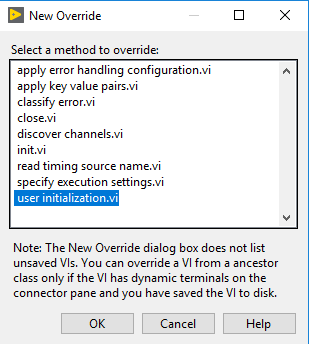 New Override
Select a method to override:
apply error handling configuration.vi
apply key value pairs.vi
classify error.vi
close.vi
discover channels.vi
init.vi
read timing source name.vi
specify execution settings.vi
user initialization.vi
Note: The New Override dialog box does not list
unsaved VIs. You can override a VI from a ancestor
class only if the VI has dynamic terminals on the
connector pane and you have saved the VI to disk.
OK Cancel Help